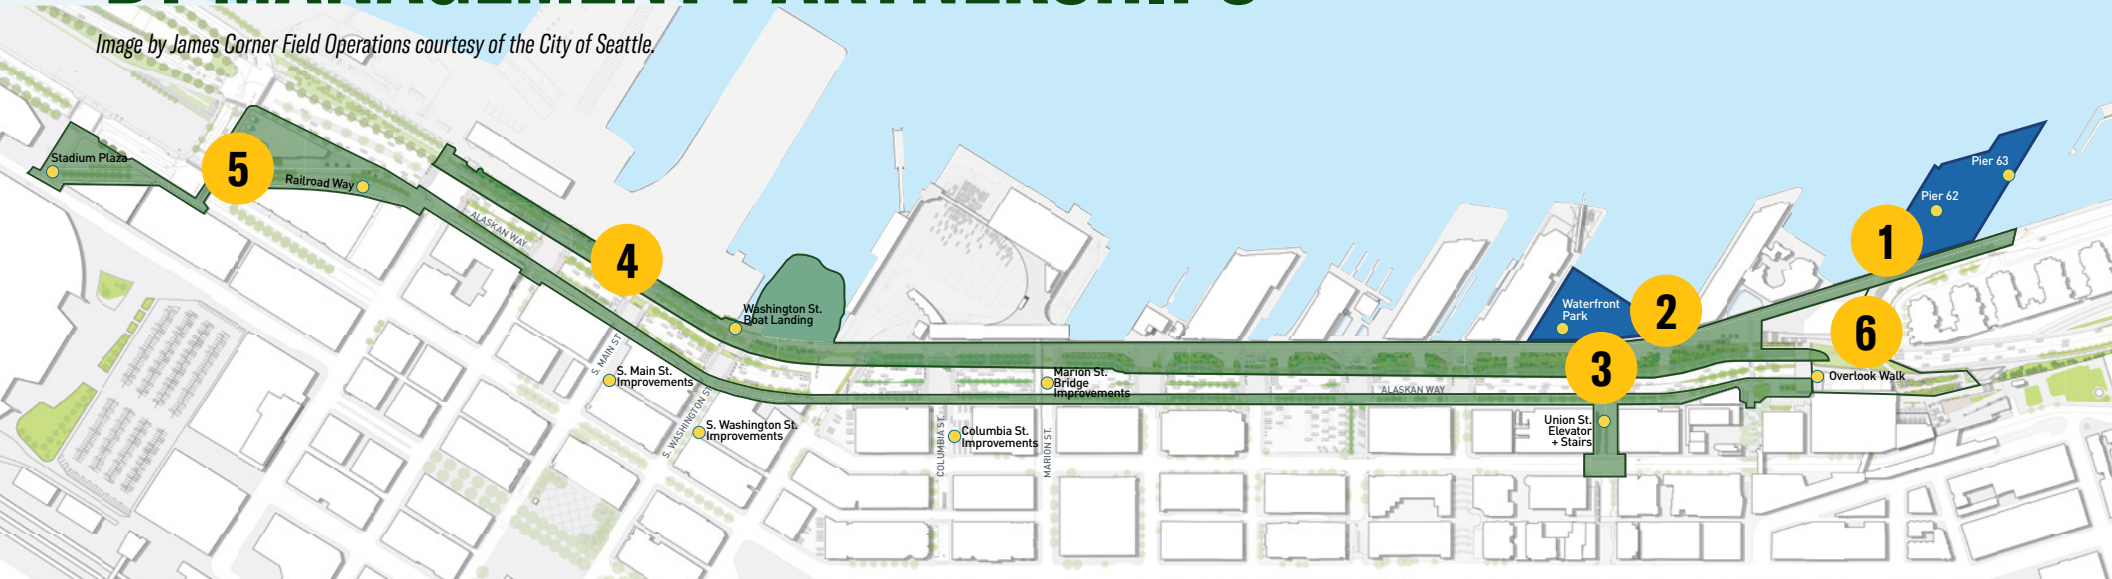 BY MANAGEMENT PARTNERSHIPS
Image by James Corner Field Operations courtesy of the City of Seattle.
Stadium Plaza
5
Railroad Way
ALASKAN WAY
4
Washington St.
Boat Landing
S. MAIN ST.
S. Main St.
Improvements
S. WASHINGTON ST.
S. Washington St.
Improvements
COLUMBIA ST.
Columbia St.
Improvements
MARION ST.
Marion St.
Bridge
Improvements
ALASKAN WAY
Waterfront
Park
2
3
Union St.
Elevator
+ Stairs
Pier 63
Pier 62
1
6
Overlook Walk